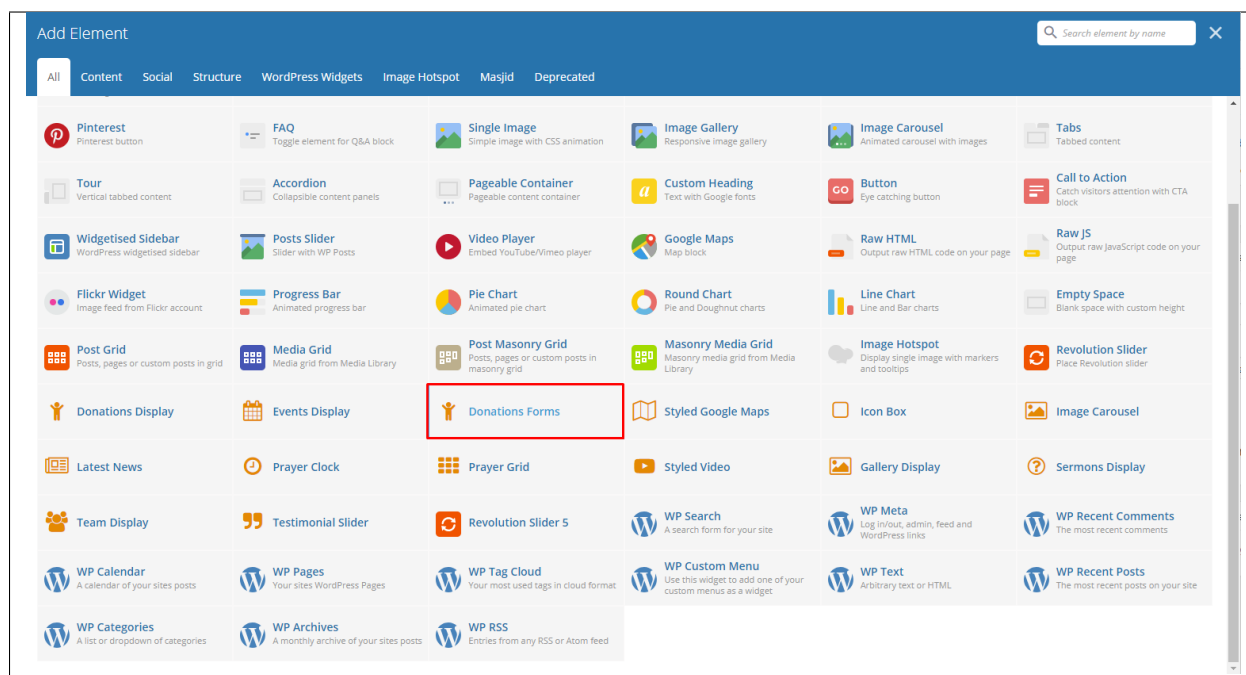 Add Element
Search element by name
All Content Social Structure WordPress Widgets Image Hotspot Masjid Deprecated
Pinterest
Pinterest button
FAQ
Toggle element for Q&A block
Single Image
Simple image with CSS animation
Image Gallery
Responsive image gallery
Image Carousel
Animated carousel with images
Tabs
Tabbed content
Tour
Vertical tabbed content
Accordion
Collapsible content panels
Pageable Container
Pageable content container
a
Custom Heading
Text with Google fonts
GO
Button
Eye catching button
Call to Action
Catch visitors attention with CTA
block
Widgetised Sidebar
WordPress widgetised sidebar
Posts Slider
Slider with WP Posts
Video Player
Embed YouTube/Vimeo player
Google Maps
Map block
Raw HTML
Output raw HTML code on your page
Raw JS
Output raw JavaScript code on your
page
Flickr Widget
Image feed from Flickr account
Progress Bar
Animated progress bar
Pie Chart
Animated pie chart
Round Chart
Pie and Doughnut charts
Line Chart
Line and Bar charts
Empty Space
Blank space with custom height
Post Grid
Posts, pages or custom posts in grid
Media Grid
Media grid from Media Library
Post Masonry Grid
Posts, pages or custom posts in
masonry grid
Masonry Media Grid
Masonry media grid from Media
Library
Image Hotspot
Display single image with markers
and tooltips
Revolution Slider
Place Revolution slider
Donations Display
Events Display
Donations Forms
Styled Google Maps
Icon Box
Image Carousel
Latest News
Prayer Clock
Prayer Grid
Styled Video
Gallery Display
Sermons Display
Team Display
Testimonial Slider
Revolution Slider 5
WP Search
A search form for your site
WP Meta
Log in/out, admin, feed and
WordPress links
WP Recent Comments
The most recent comments
WP Calendar
A calendar of your sites posts
WP Pages
Your sites WordPress Pages
WP Tag Cloud
Your most used tags in cloud format
WP Custom Menu
Use this widget to add one of your
custom menus as a widget
WP Text
Arbitrary text or HTML
WP Recent Posts
The most recent posts on your site
WP Categories
A list or dropdown of categories
WP Archives
A monthly archive of your sites posts
WP RSS
Entries from any RSS or Atom feed